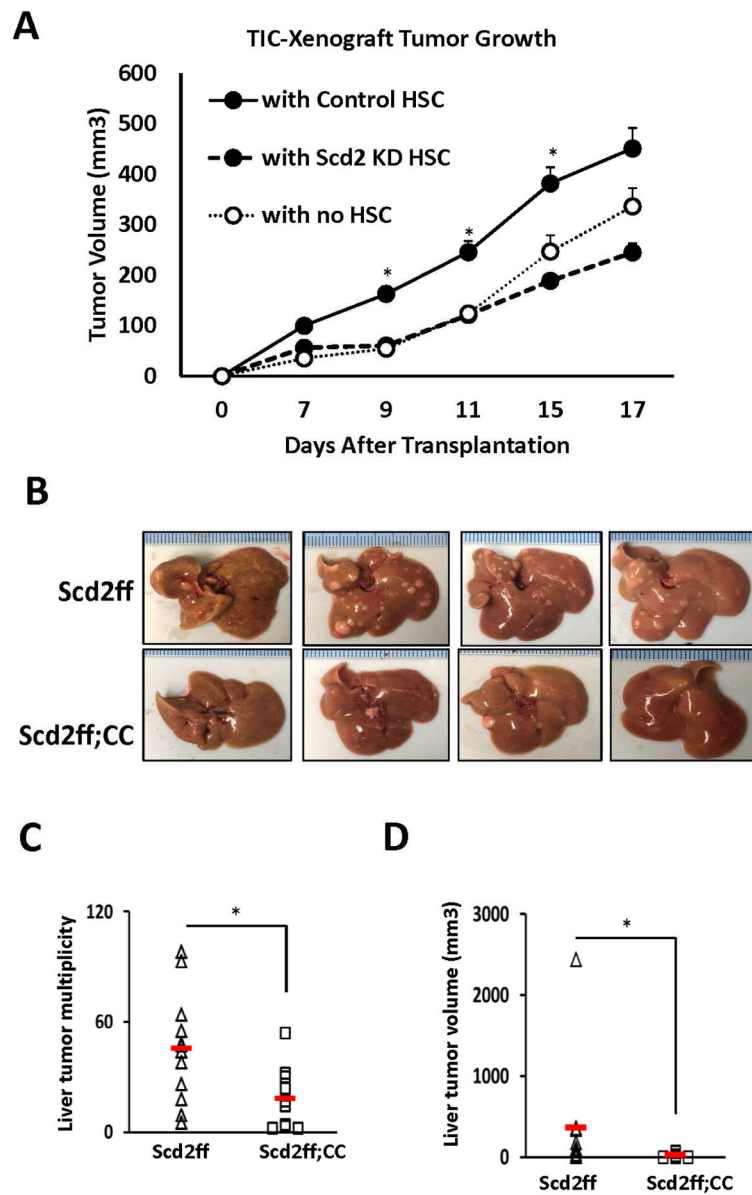 A
TIC-Xenograft Tumor Growth
Tumor Volume (mm3)
600
500
400
300
200
100
0
with Control HSC
with Scd2 KD HSC
with no HSC
*
*
*
*
0 7 9 11 15 17
Days After Transplantation
B
Scd2ff
Scd2ff;CC
C
Liver tumor multiplicity
120
60
0
*
Scd2ff Scd2ff;CC
D
Liver tumor volume (mm3)
3000
2000
1000
0
*
Scd2ff Scd2ff;CC